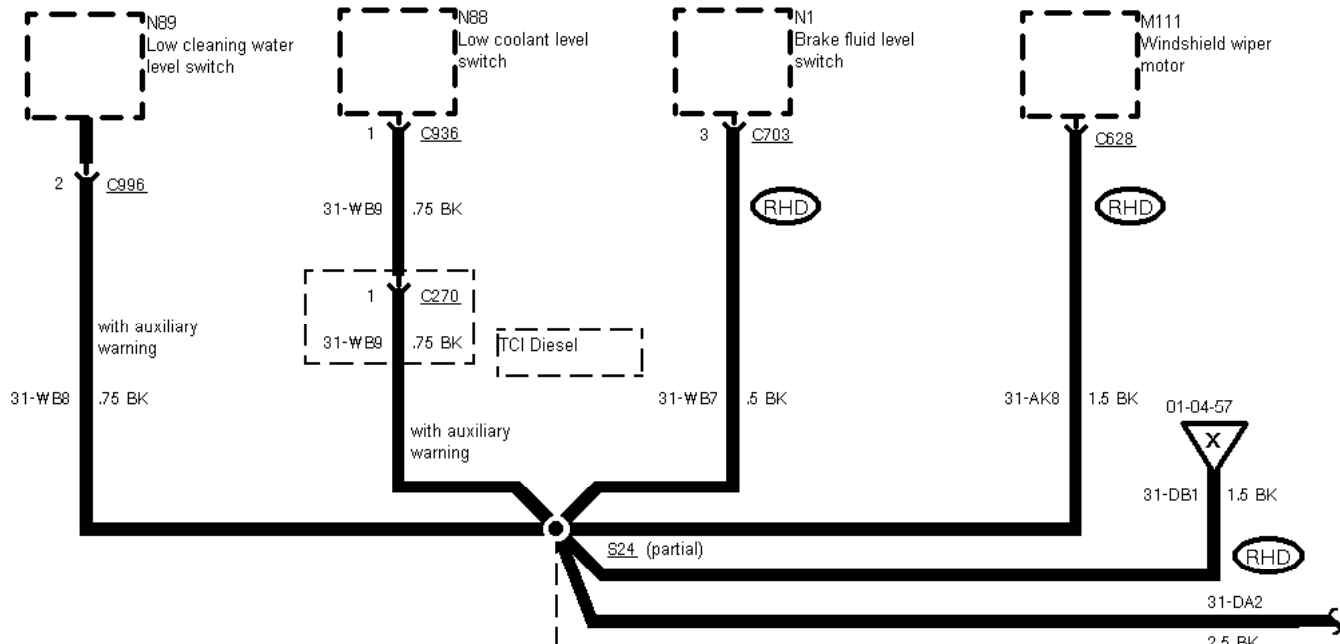 N89
Low cleaning water
level switch
N88
Low coolant level
switch
N1
Brake fluid level
switch
M111
Windshield wiper
motor
1 C936
3 C703
C628
2 C996
31-WB9 .75 BK
RHD
RHD
1 C270
with auxiliary
warning
31-WB9 .75 BK
TCI Diesel
31-WB8 .75 BK
31-WB7 .5 BK
31-AK8 1.5 BK
01-04-57
with auxiliary
warning
X
31-DB1 1.5 BK
S24 (partial)
RHD
31-DA2
2.5 BK